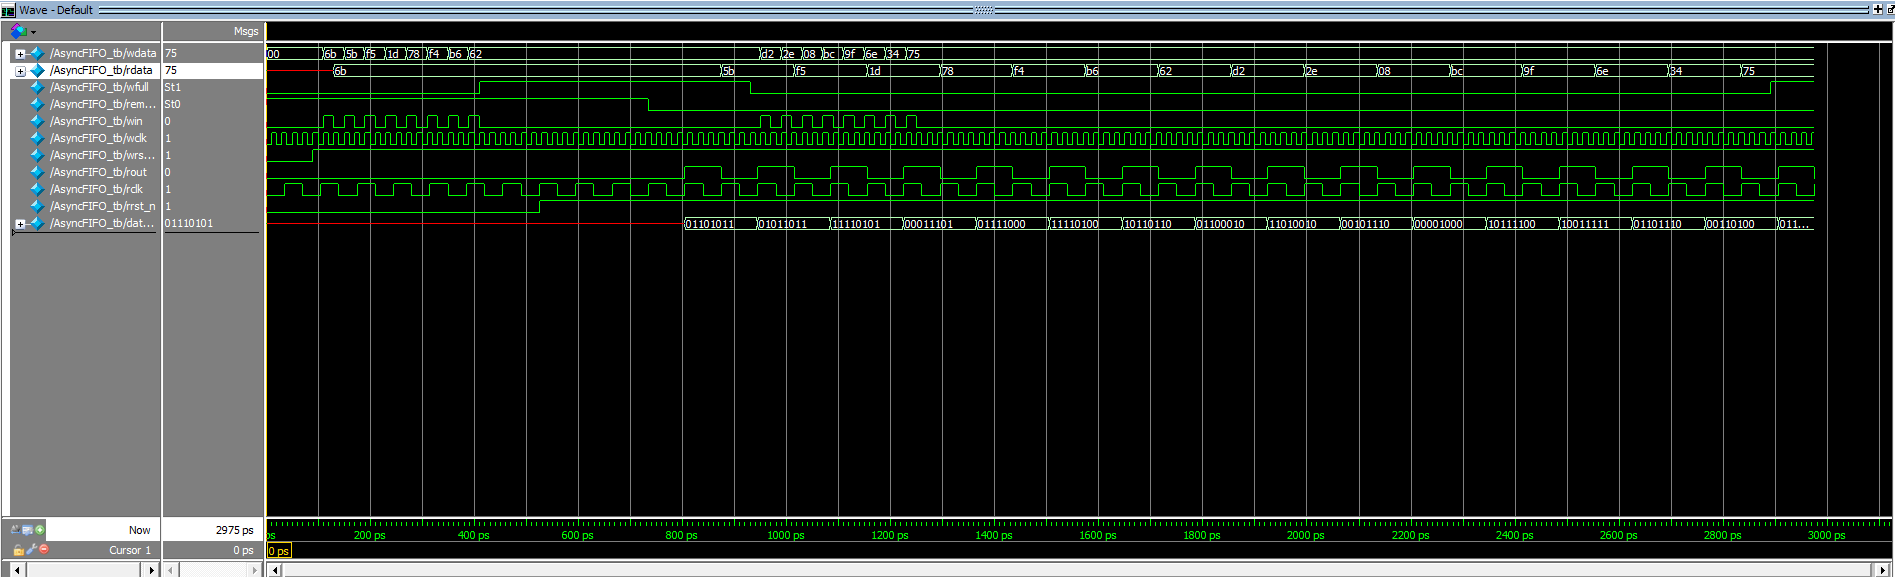 Wave - Default
Msgs
/AsyncFIFO_tb/wdata 75 00 6b 5b f5 1d 78 f4 b6 62 d2 2e 08 bc 9f 6e 34 75
/AsyncFIFO_tb/rdata 75 6b 5b f5 1d 78 f4 b6 62 d2 2e 08 bc 9f 6e 34 75
/AsyncFIFO_tb/wfull St1
/AsyncFIFO_tb/rem... St0
/AsyncFIFO_tb/win 0
/AsyncFIFO_tb/wclk 1
/AsyncFIFO_tb/wrs... 1
/AsyncFIFO_tb/rout 0
/AsyncFIFO_tb/rclk 1
/AsyncFIFO_tb/rrst_n 1
/AsyncFIFO_tb/dat... 01110101 01101011 01011011 11110101 00011101 01111000 11110100 10110110 01100010 11010010 00101110 00001000 10111100 10011111 01101110 00110100 011...
Now 2975 ps ps 200 ps 400 ps 600 ps 800 ps 1000 ps 1200 ps 1400 ps 1600 ps 1800 ps 2000 ps 2200 ps 2400 ps 2600 ps 2800 ps 3000 ps
Cursor 1 0 ps 0 ps